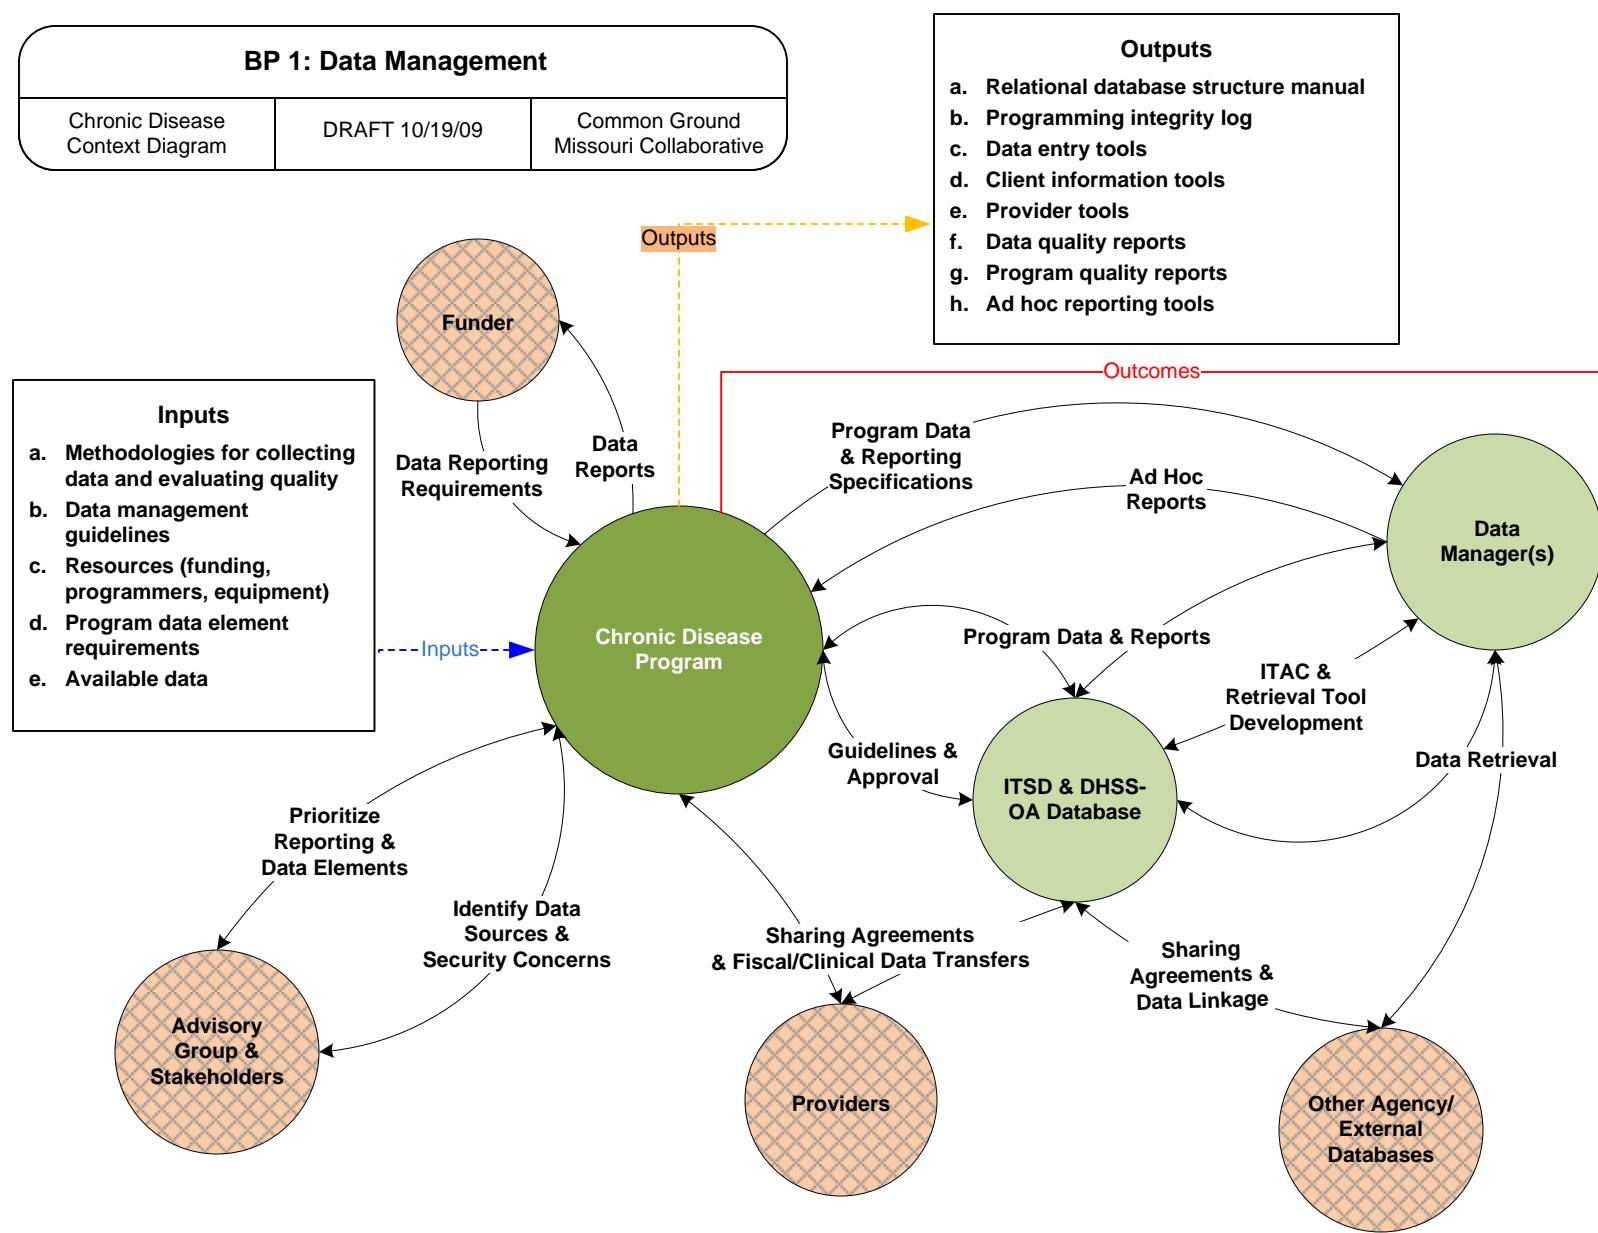 BP 1: Data Management
Chronic Disease
Context Diagram
DRAFT 10/19/09
Common Ground
Missouri Collaborative
Outputs
a. Relational database structure manual
b. Programming integrity log
c. Data entry tools
d. Client information tools
e. Provider tools
f. Data quality reports
g. Program quality reports
h. Ad hoc reporting tools
Outputs
Funder
Outcomes
Inputs
a. Methodologies for collecting
data and evaluating quality
b. Data management
guidelines
c. Resources (funding,
programmers, equipment)
d. Program data element
requirements
e. Available data
Data Reporting
Requirements
Data
Reports
Program Data
& Reporting
Specifications
Ad Hoc
Reports
Data
Manager(s)
Inputs
Chronic Disease
Program
Program Data & Reports
ITAC &
Retrieval Tool
Development
Guidelines &
Approval
ITSD & DHSS-
OA Database
Data Retrieval
Prioritize
Reporting &
Data Elements
Identify Data
Sources &
Security Concerns
Sharing Agreements
& Fiscal/Clinical Data Transfers
Sharing
Agreements &
Data Linkage
Advisory
Group &
Stakeholders
Providers
Other Agency/
External
Databases